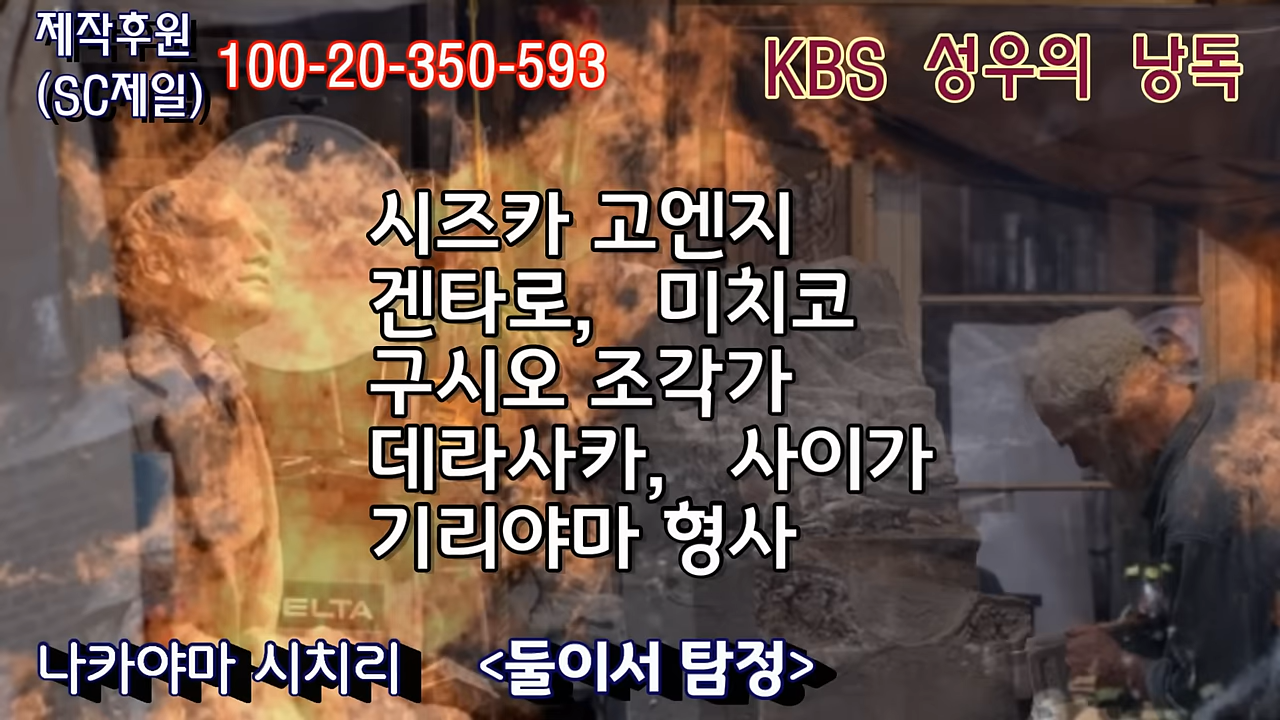 제작후원
(SC제일)
100-20-350-593
KBS 성우의 낭독
시즈카 고엔지
겐타로, 미치코
구시오 조각가
데라사카, 사이가
기리야마 형사
ELTA
나카야마 시치리 <둘이서 탐정>